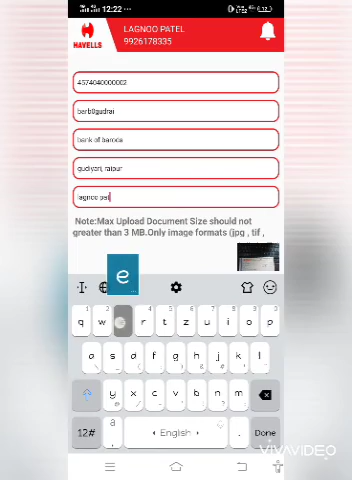 12:22
HAVELLS
LAGNOO PATEL
9926178335
4574040000002
barb0gudrai
bank of baroda
gudiyari, raipur
lagnoo pat
Note:Max Upload Document Size should not
greater than 3 MB.Only image formats (jpg , tif ,
e
q w r t z u i o p
a s d f g h j k l
y x c v b n m
12# English . Done
VIVAVIDEO